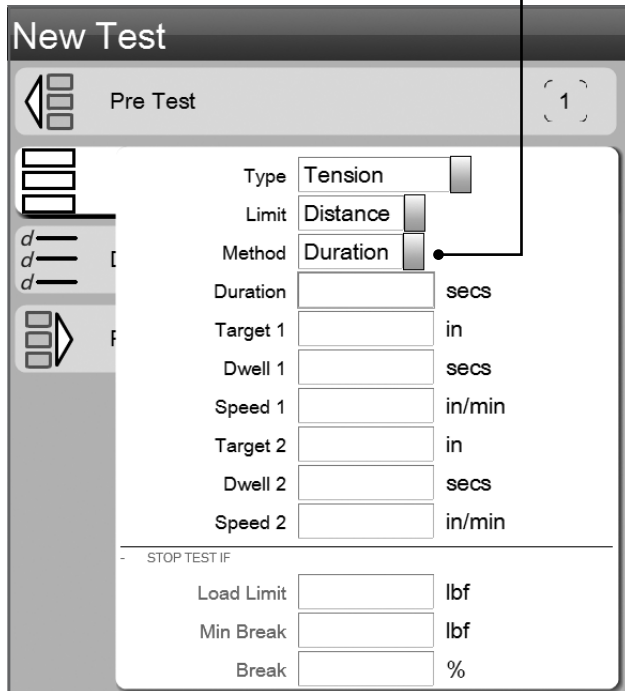 New Test
Pre Test 1
Type Tension
Limit Distance
Method Duration
d
d
d
Duration secs
Target 1 in
Dwell 1 secs
Speed 1 in/min
Target 2 in
Dwell 2 secs
Speed 2 in/min
- STOP TEST IF
Load Limit lbf
Min Break lbf
Break %